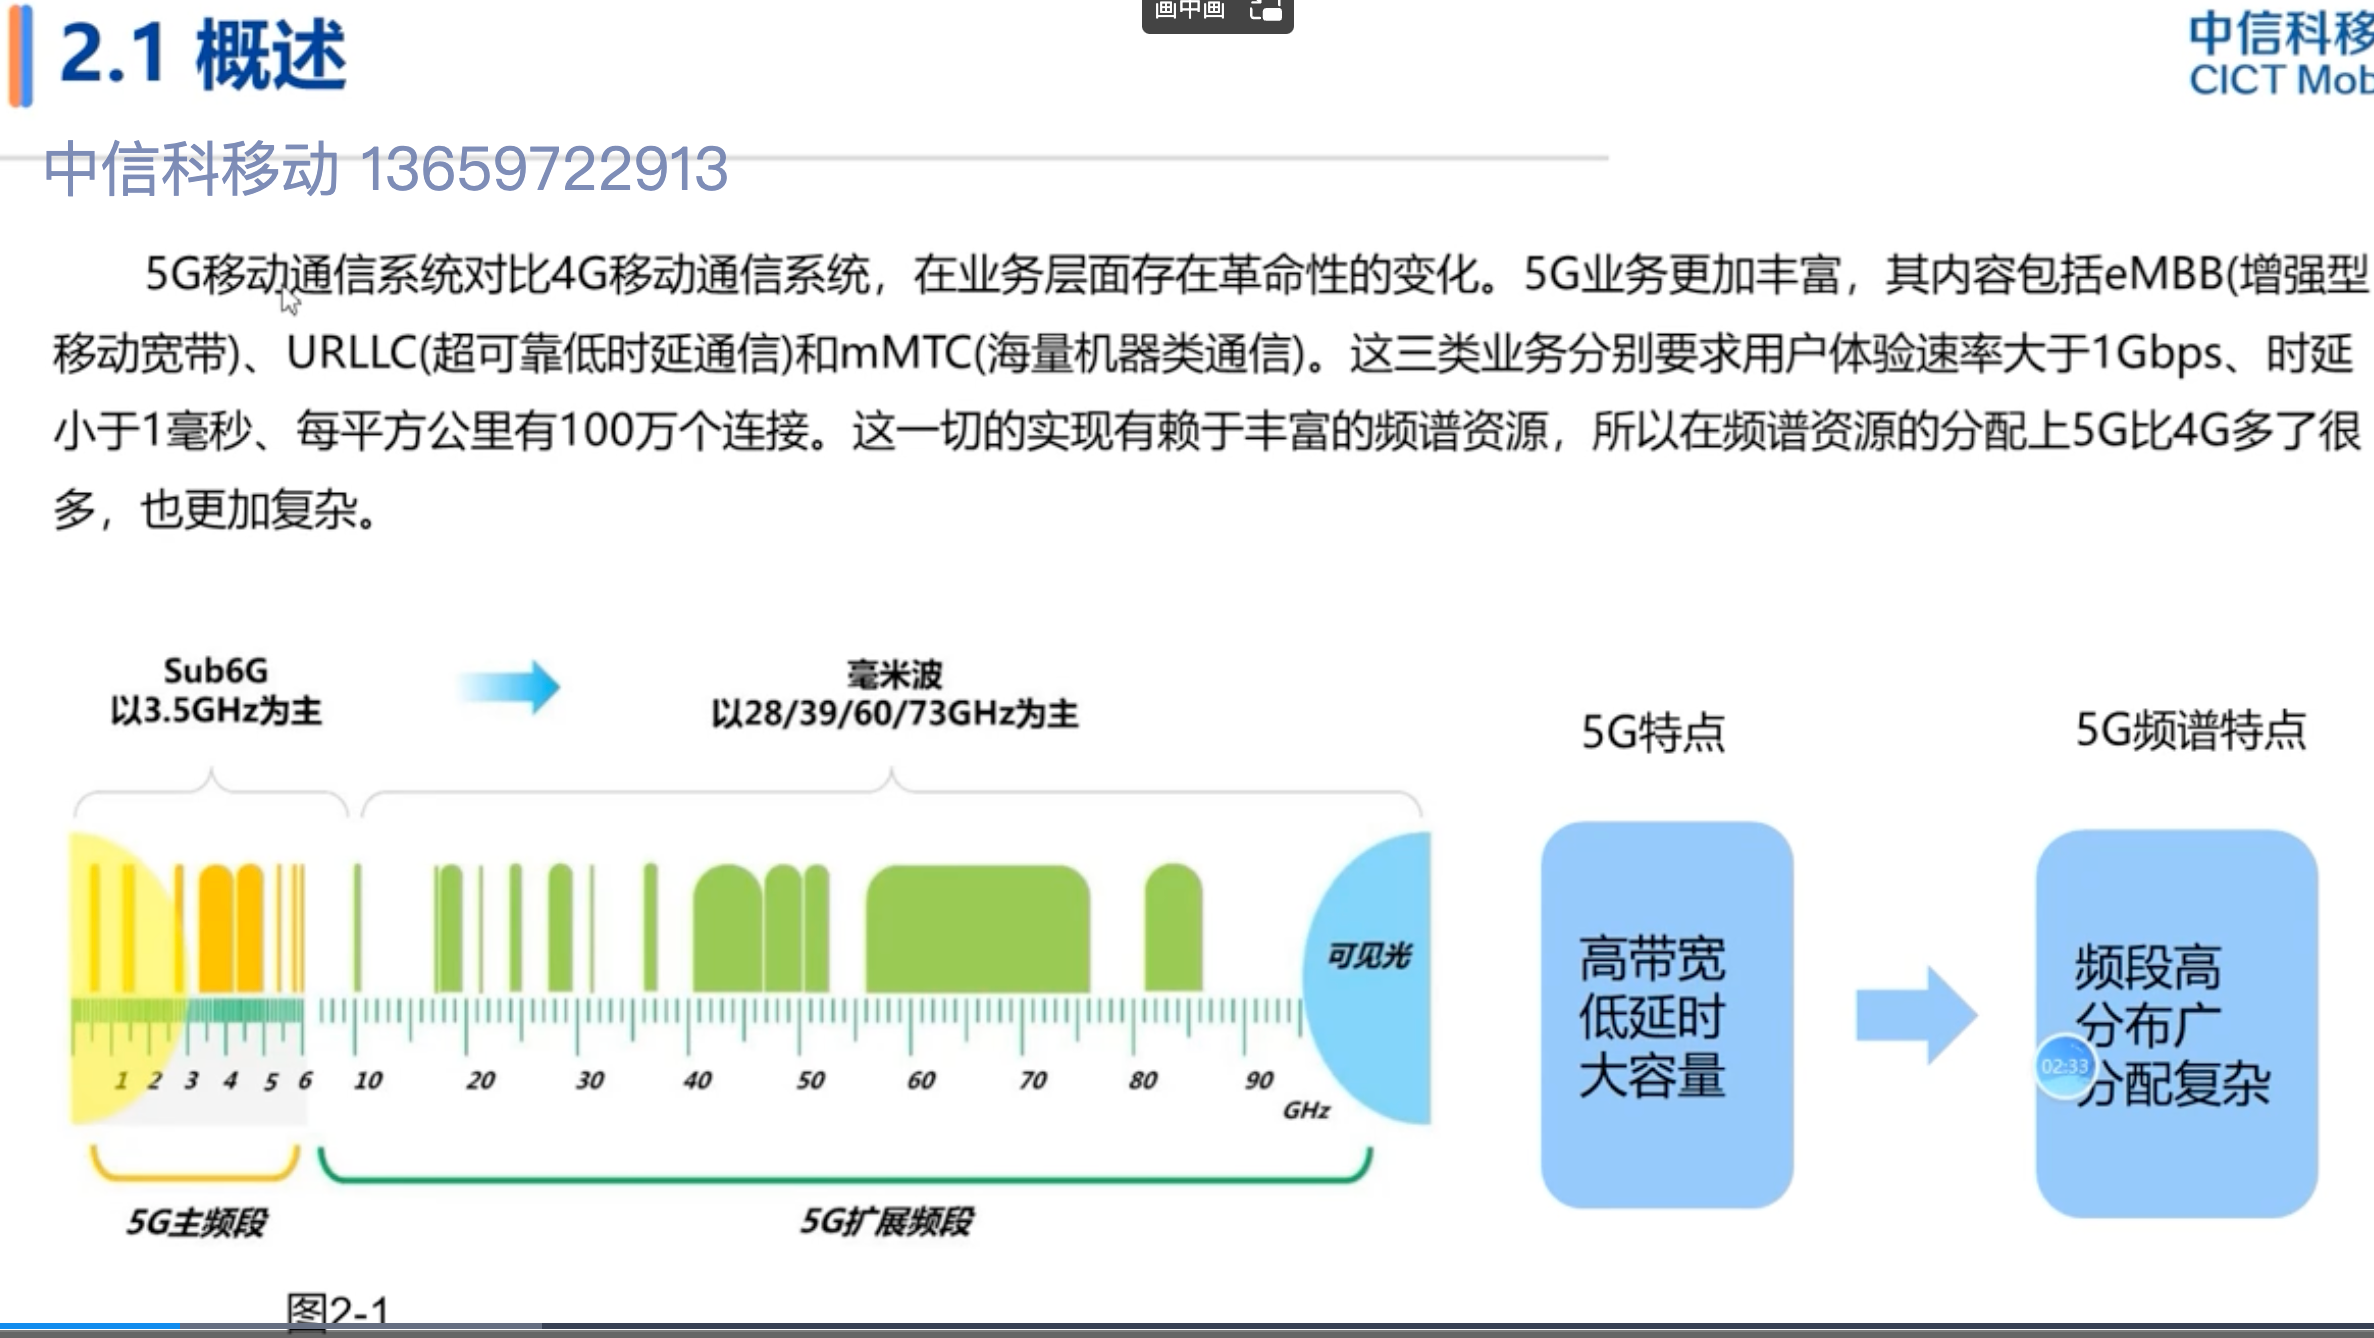 画中画
2.1 概述
中信科移
CICT Mob
中信科移动 13659722913
5G移动通信系统对比4G移动通信系统，在业务层面存在革命性的变化。5G业务更加丰富，其内容包括eMBB(增强型
移动宽带)、URLLC(超可靠低时延通信)和mMTC(海量机器类通信)。这三类业务分别要求用户体验速率大于1Gbps、时延
小于1毫秒、每平方公里有100万个连接。这一切的实现有赖于丰富的频谱资源，所以在频谱资源的分配上5G比4G多了很
多，也更加复杂。
Sub6G
以3.5GHz为主
毫米波
以28/39/60/73GHz为主
可见光
1 2 3 4 5 6 10 20 30 40 50 60 70 80 90
GHz
5G主频段
5G扩展频段
图2-1
5G特点
高带宽
低延时
大容量
5G频谱特点
频段高
分布广
分配复杂
02:33